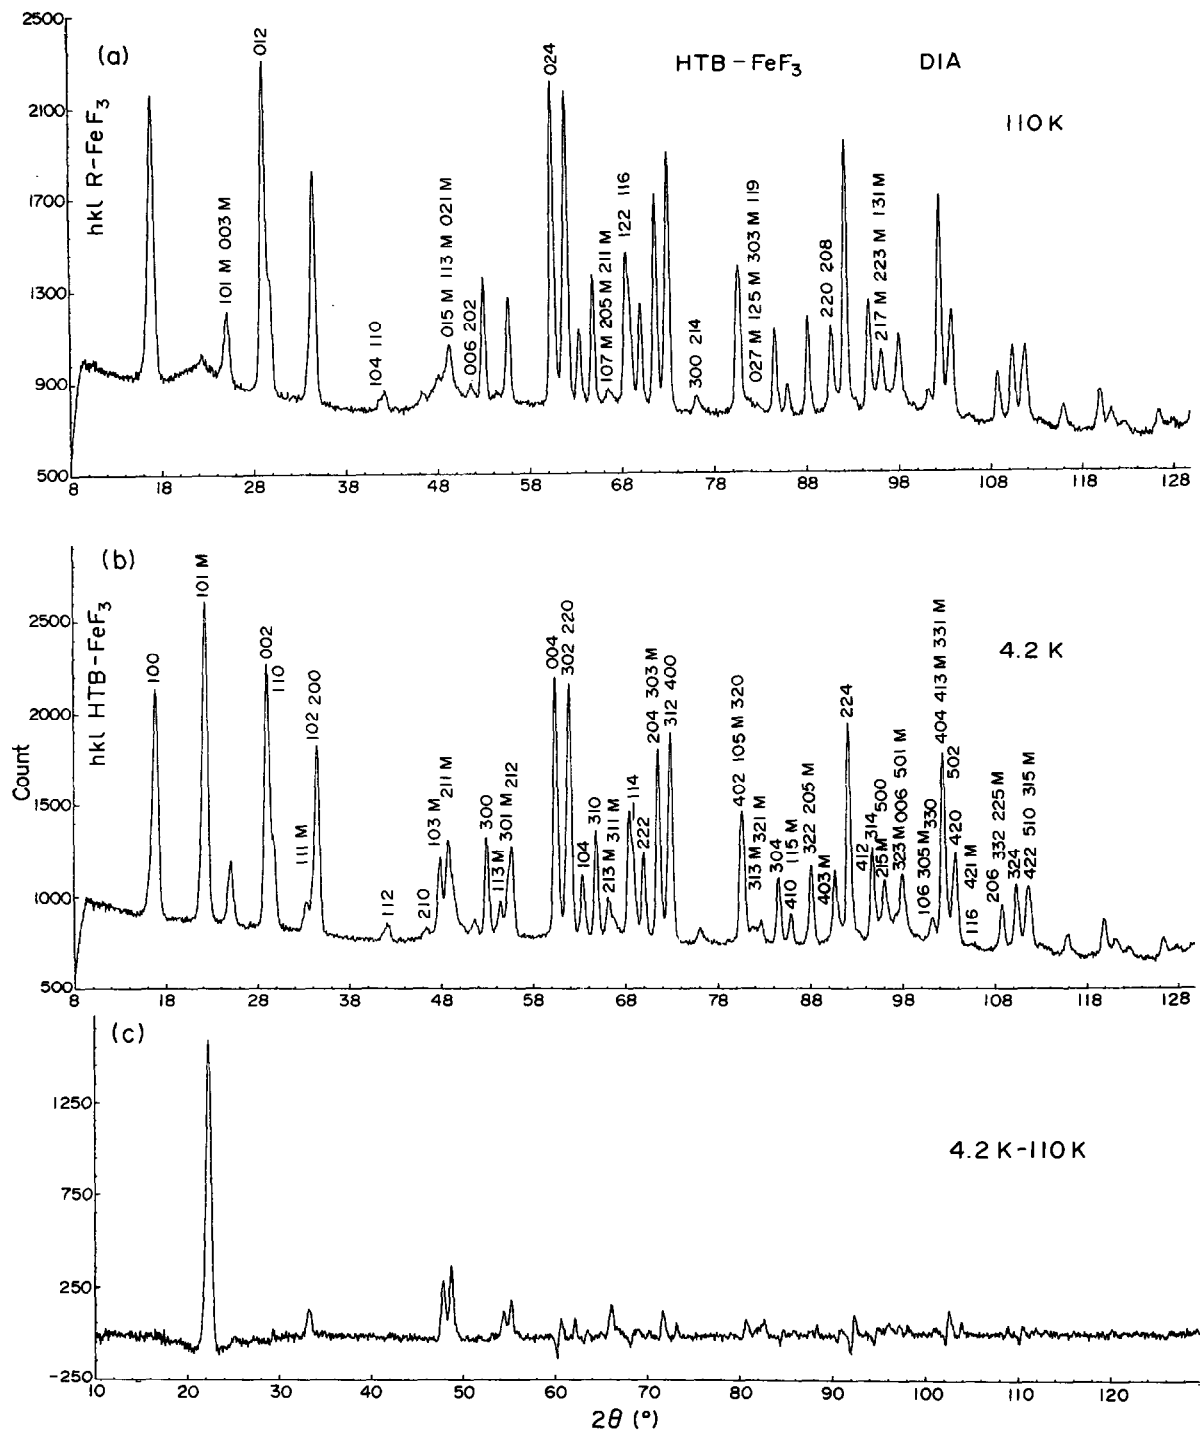 (a)
HTB-FeF3
DIA
110 K
hkl R-FeF3
2500
2100
1700
1300
900
500
101 M 003 M
012
104 110
015 M 113 M 021 M
006 202
024
107 M 205 M 211 M
122 116
300 214
027 M 125 M 303 M 119
220 208
217 M 223 M 131 M
8 18 28 38 48 58 68 78 88 98 108 118 128
(b)
4.2 K
hkl HTB-FeF3
Count
2500
2000
1500
1000
500
100
101 M
002
110
111 M
102 200
112
210
103 M
211 M
300
113 M
301 M 212
004
302 220
104
310
213 M 311 M
114
222
204 303 M
312 400
402 105 M 320
313 M 321 M
304
410 115 M
322 205 M
403 M
224
412
314
215 M 500
323 M 006 501 M
106 305 M 330
404 413 M 331 M
502
420
116 421 M
206 332 225 M
324
422 510 315 M
8 18 28 38 48 58 68 78 88 98 108 118 128
(c)
4.2 K-110 K
1250
750
250
-250
10 20 30 40 50 60 70 80 90 100 110 120
2θ (°)